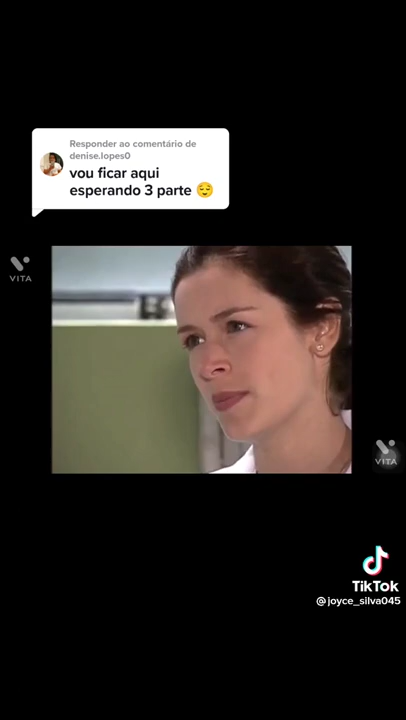 Responder ao comentário de
denise.lopes0
vou ficar aqui
esperando 3 parte 😌
VITA
VITA
TikTok
@joyce_silva045